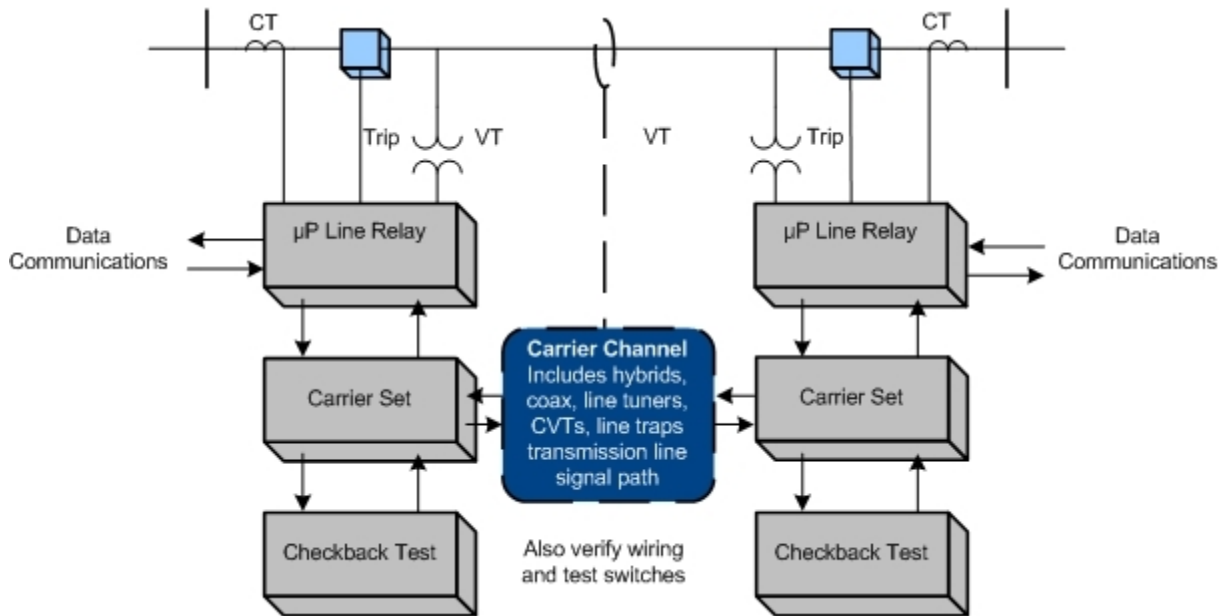 CT
CT
Trip
VT
VT
Trip
µP Line Relay
µP Line Relay
Data
Communications
Data
Communications
Carrier Channel
Includes hybrids,
coax, line tuners,
CVTs, line traps
transmission line
signal path
Carrier Set
Carrier Set
Checkback Test
Also verify wiring
and test switches
Checkback Test